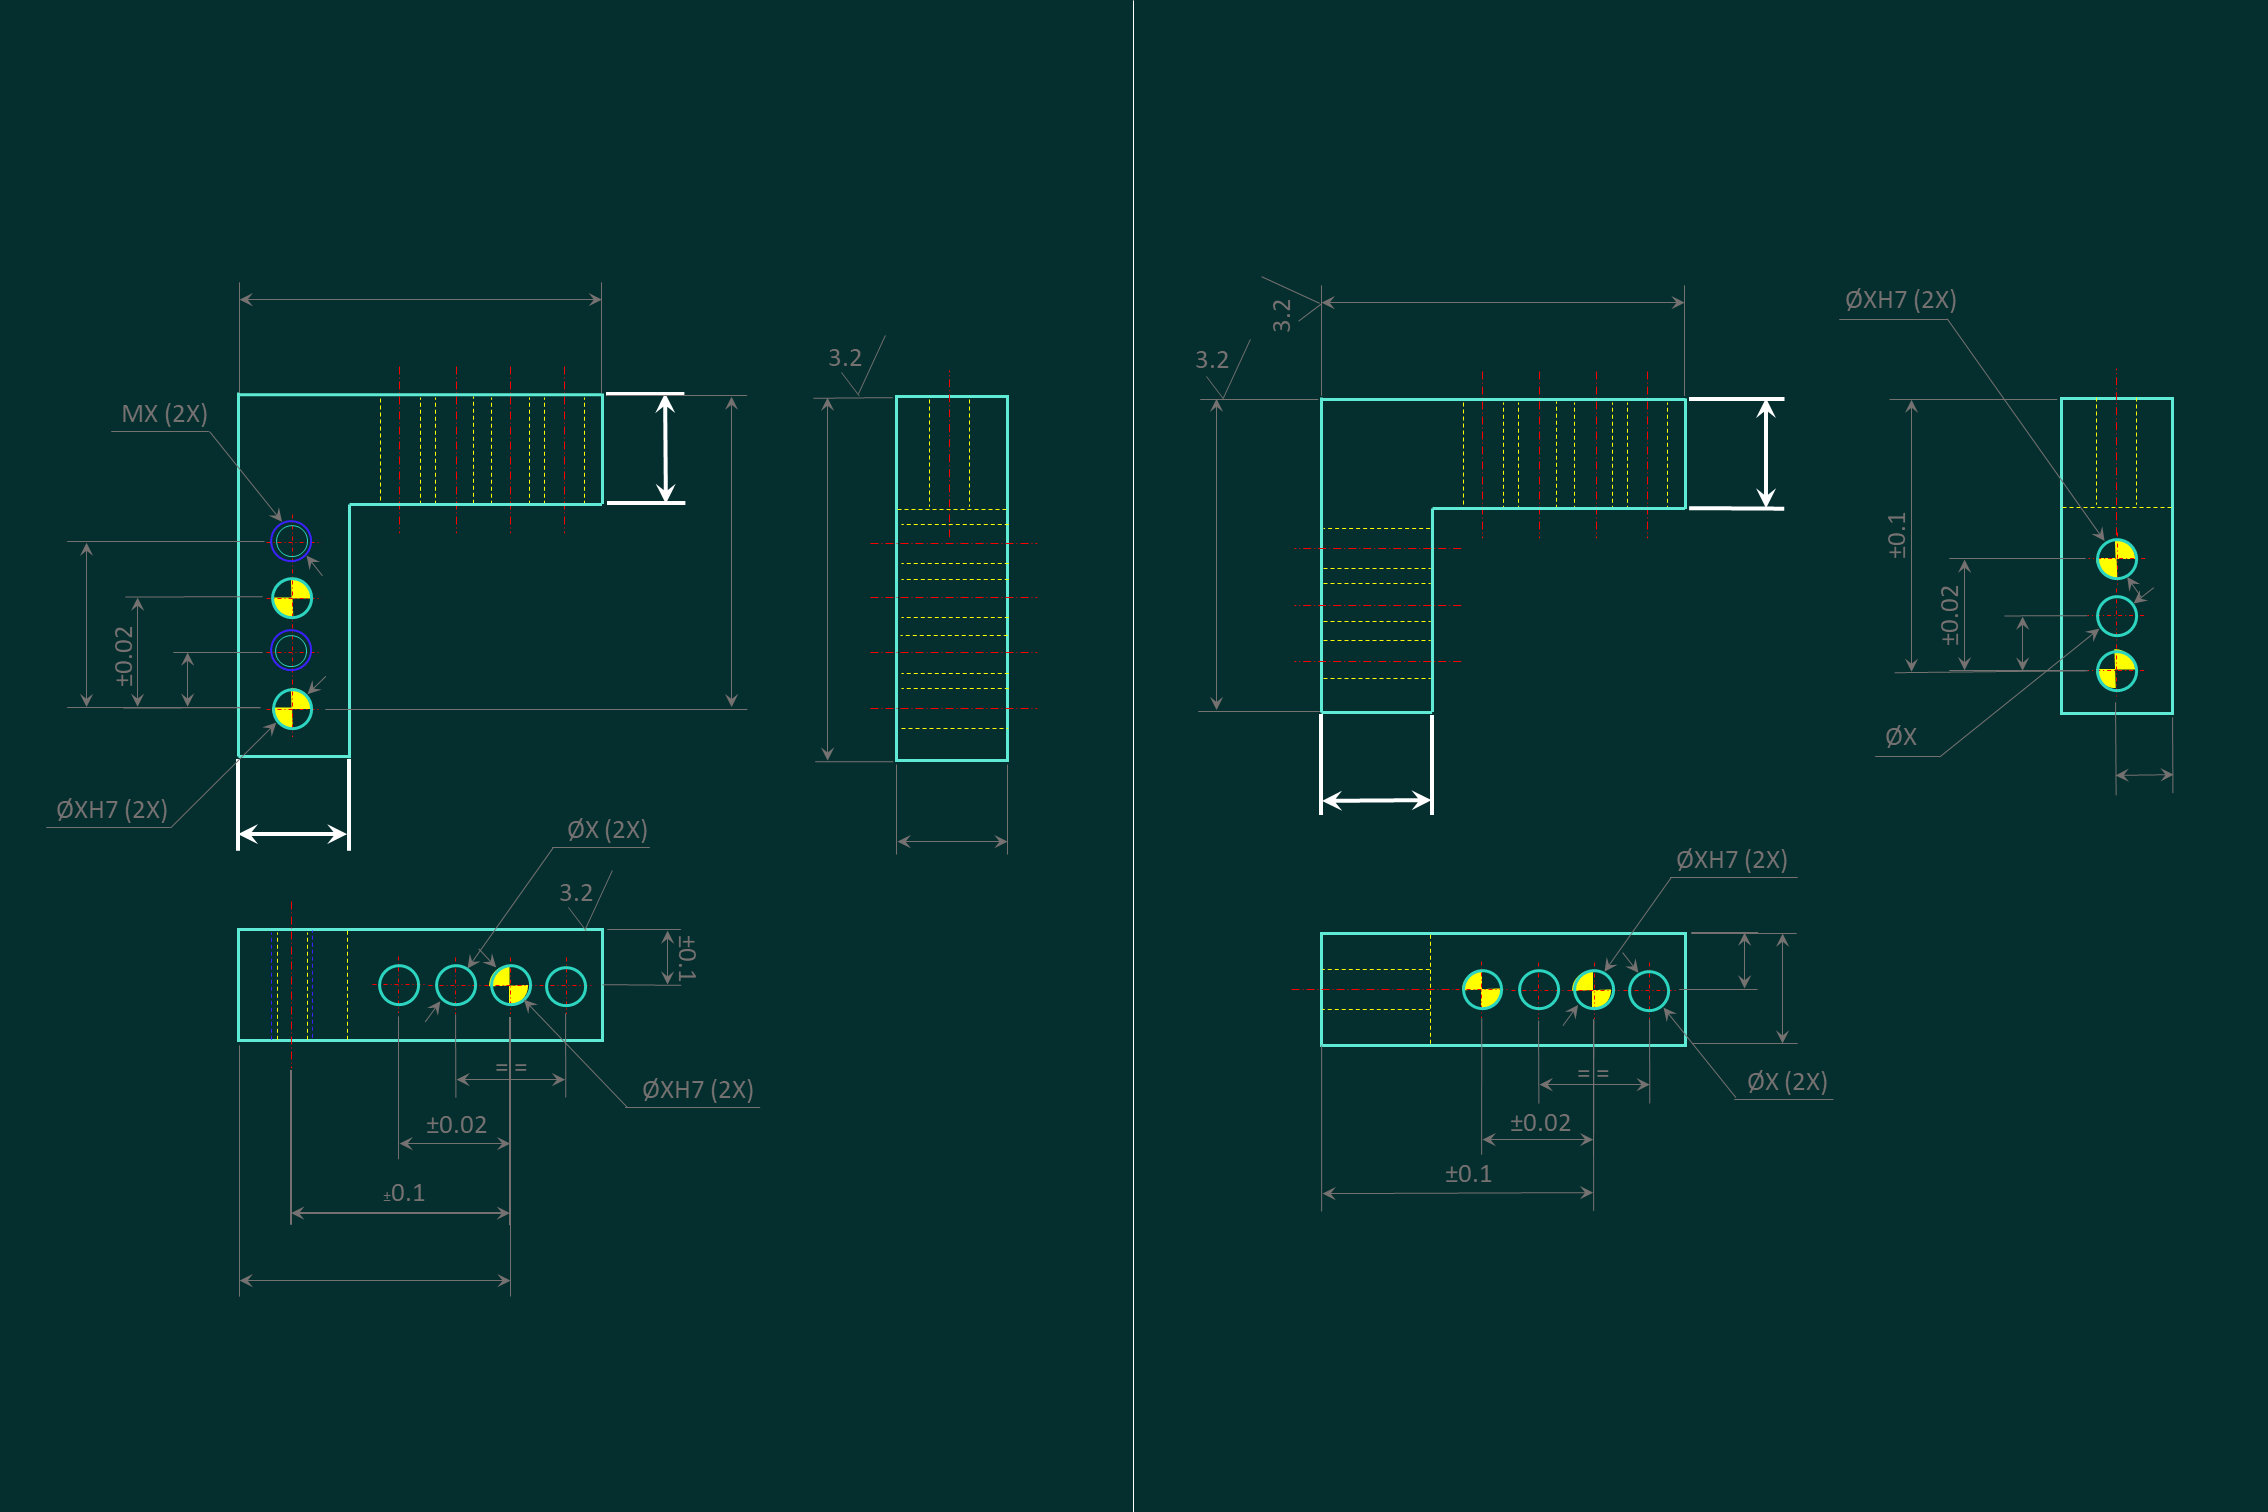 3.2
MX (2X)
±0.02
ØXH7 (2X)
ØX (2X)
3.2
±0.1
= =
ØXH7 (2X)
±0.02
±0.1
3.2
3.2
ØXH7 (2X)
±0.1
±0.02
ØX
ØXH7 (2X)
= =
ØX (2X)
±0.02
±0.1